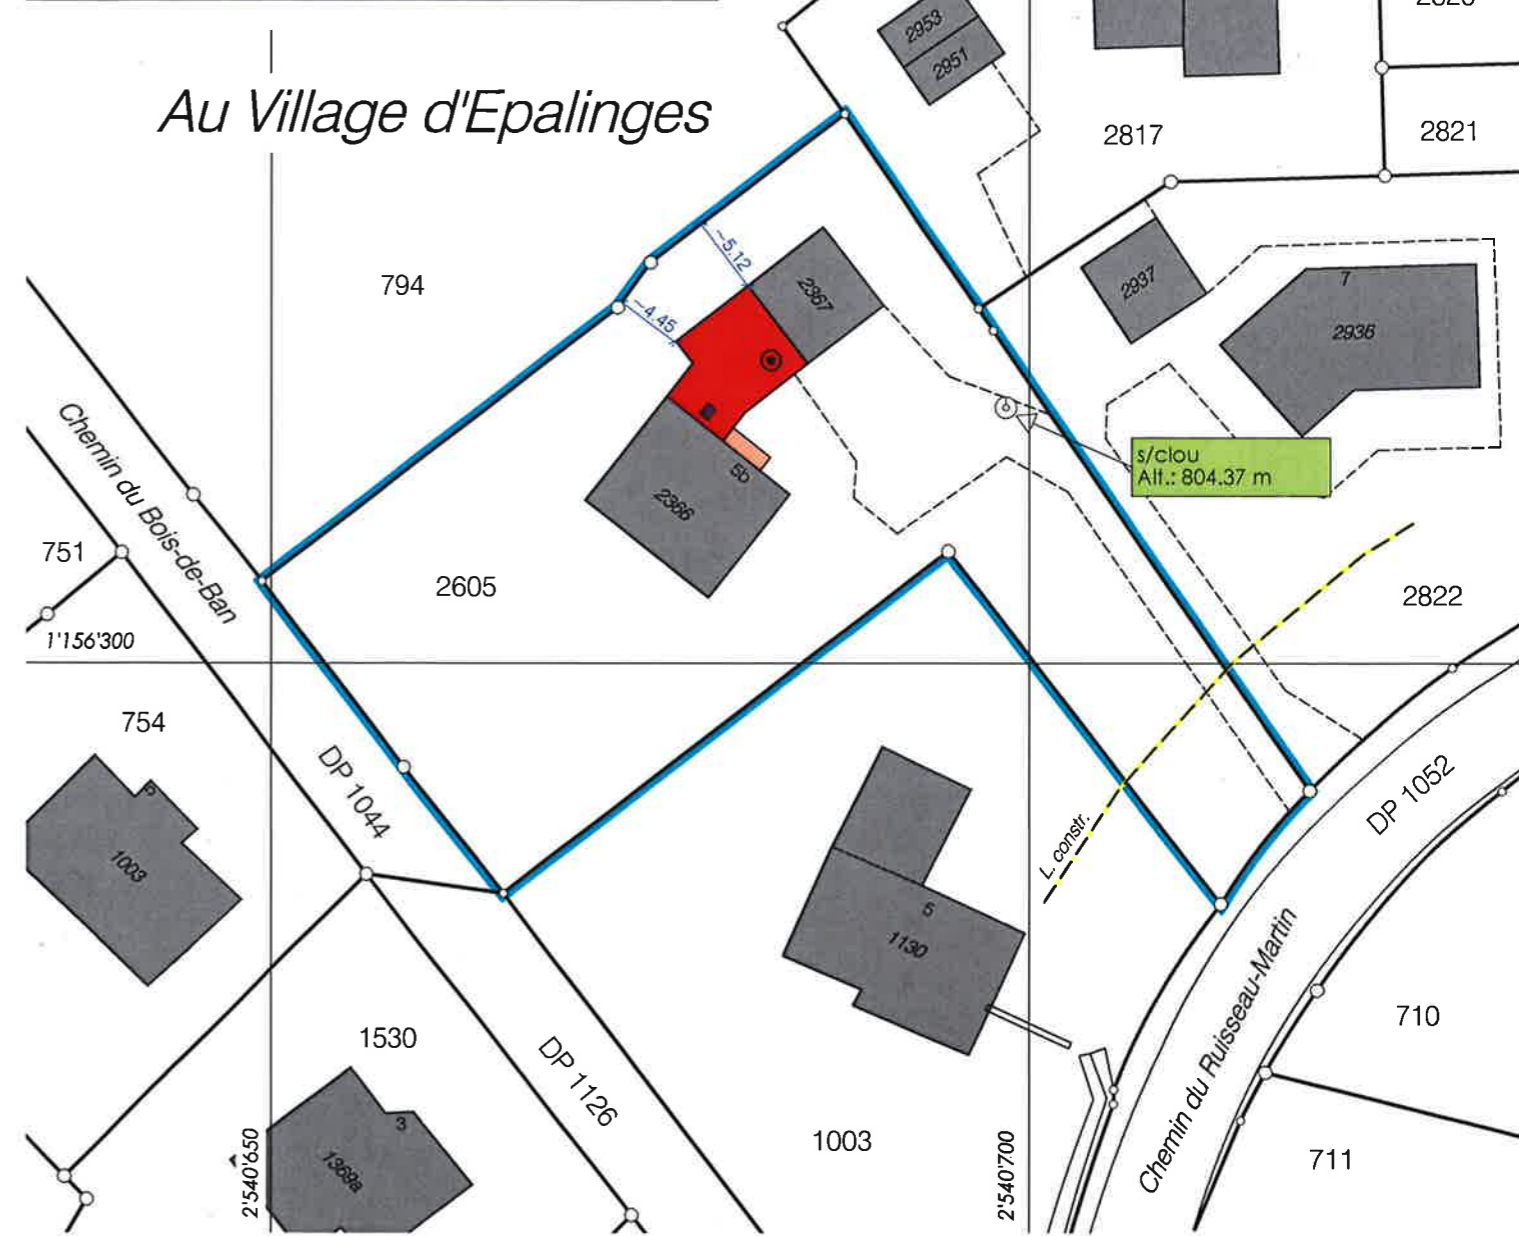 2953
2951
Au Village d'Epalinges
2817
2821
794
~5.12
2367
2937
7
2936
~4.45
Chemin du Bois-de-Ban
s/clou
Alt.: 804.37 m
5b
2366
751
2605
2822
1'156'300
754
DP 1044
DP 1052
L. constr.
1003
5
1130
Chemin du Ruisseau-Martin
710
1530
DP 1126
3
1369a
1003
711
2'540'650
2'540'700